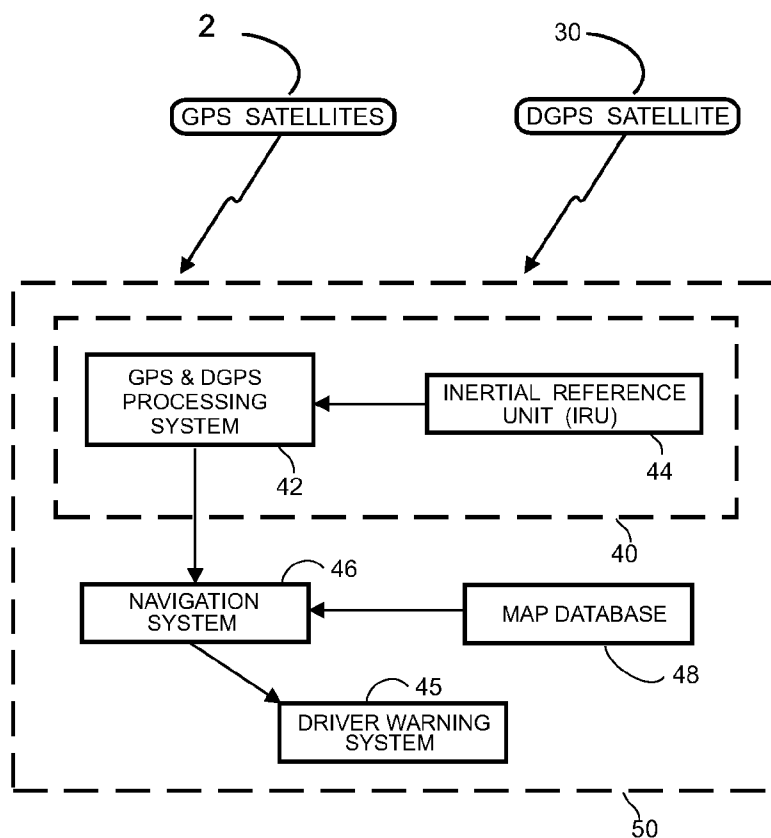 2
30
GPS SATELLITES
DGPS SATELLITE
GPS & DGPS
PROCESSING
SYSTEM
42
INERTIAL REFERENCE
UNIT (IRU)
44
40
46
NAVIGATION
SYSTEM
MAP DATABASE
48
45
DRIVER WARNING
SYSTEM
50